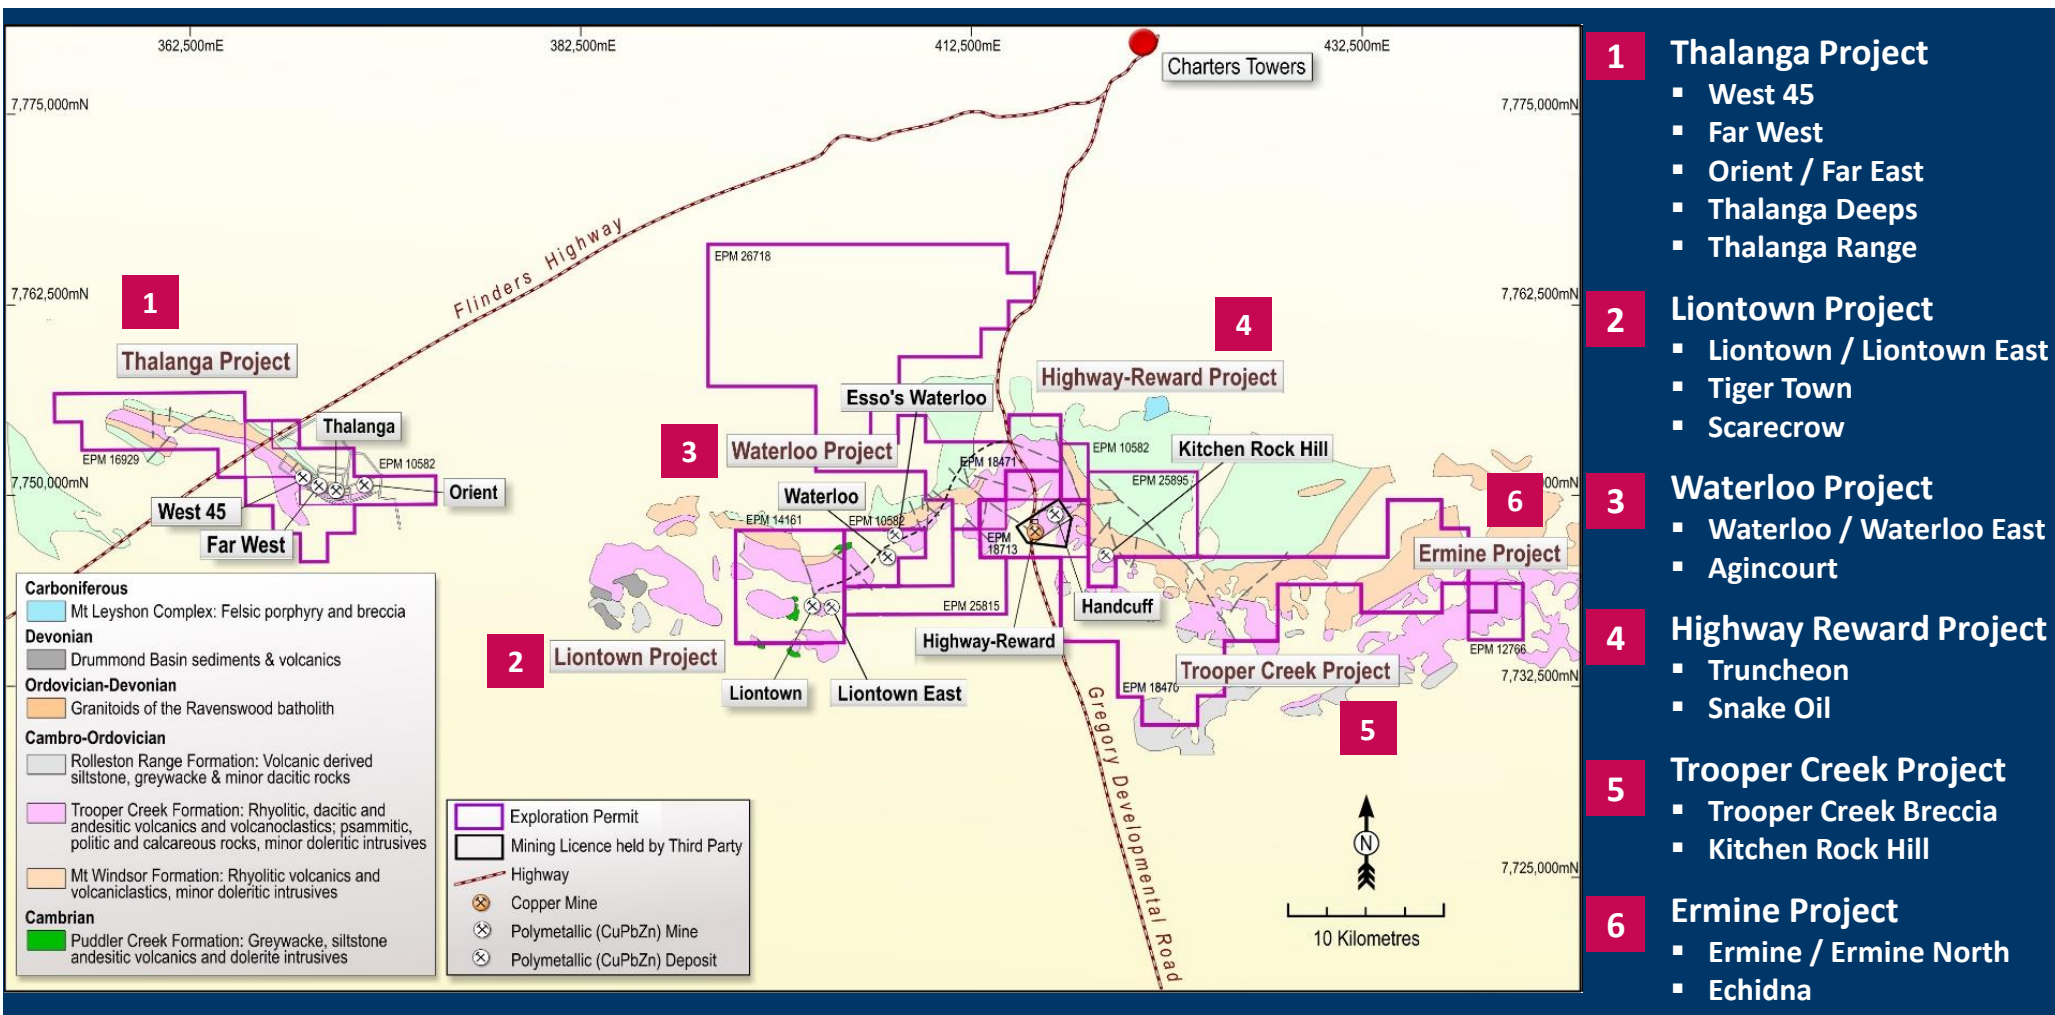 362,500mE
382,500mE
412,500mE
432,500mE
Charters Towers
7,775,000mN
7,775,000mN
Flinders Highway
EPM 26718
7,762,500mN
7,762,500mN
1
Thalanga Project
4
Highway-Reward Project
Esso's Waterloo
Thalanga
3
Waterloo Project
EPM 16929
EPM 10582
EPM 18471
EPM 10582
Kitchen Rock Hill
7,750,000mN
EPM 25895
000mN
6
Orient
West 45
Far West
Waterloo
EPM 14161
EPM 10582
EPM
18713
Ermine Project
Handcuff
EPM 25815
Highway-Reward
2
Liontown Project
Liontown
Liontown East
Trooper Creek Project
EPM 12766
7,732,500mN
EPM 18470
5
Gregory Developmental Road
7,725,000mN
N
10 Kilometres
Carboniferous
Mt Leyshon Complex: Felsic porphyry and breccia
Devonian
Drummond Basin sediments & volcanics
Ordovician-Devonian
Granitoids of the Ravenswood batholith
Cambro-Ordovician
Rolleston Range Formation: Volcanic derived
siltstone, greywacke & minor dacitic rocks
Trooper Creek Formation: Rhyolitic, dacitic and
andesitic volcanics and volcanoclastics; psammitic,
politic and calcareous rocks, minor doleritic intrusives
Mt Windsor Formation: Rhyolitic volcanics and
volcaniclastics, minor doleritic intrusives
Cambrian
Puddler Creek Formation: Greywacke, siltstone
andesitic volcanics and dolerite intrusives
Exploration Permit
Mining Licence held by Third Party
Highway
Copper Mine
Polymetallic (CuPbZn) Mine
Polymetallic (CuPbZn) Deposit
1 Thalanga Project
▪ West 45
▪ Far West
▪ Orient / Far East
▪ Thalanga Deeps
▪ Thalanga Range
2 Liontown Project
▪ Liontown / Liontown East
▪ Tiger Town
▪ Scarecrow
3 Waterloo Project
▪ Waterloo / Waterloo East
▪ Agincourt
4 Highway Reward Project
▪ Truncheon
▪ Snake Oil
5 Trooper Creek Project
▪ Trooper Creek Breccia
▪ Kitchen Rock Hill
6 Ermine Project
▪ Ermine / Ermine North
▪ Echidna